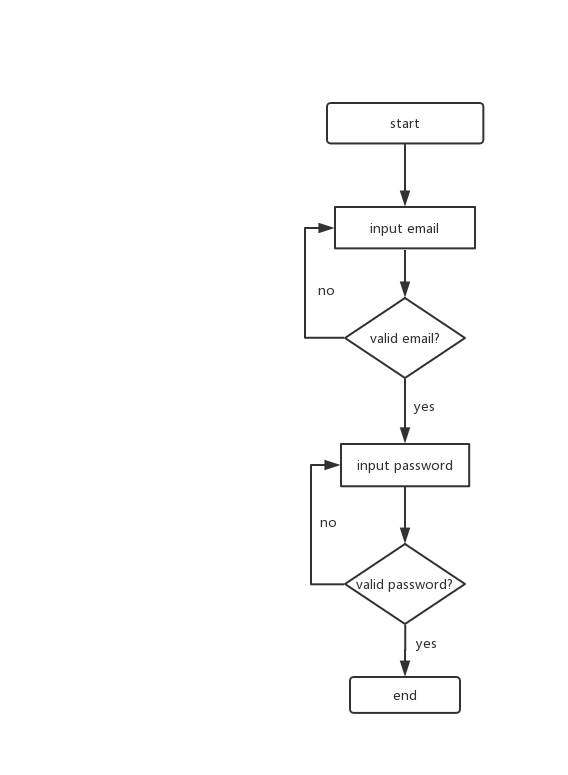 start
input email
no
valid email?
yes
input password
no
valid password?
yes
end